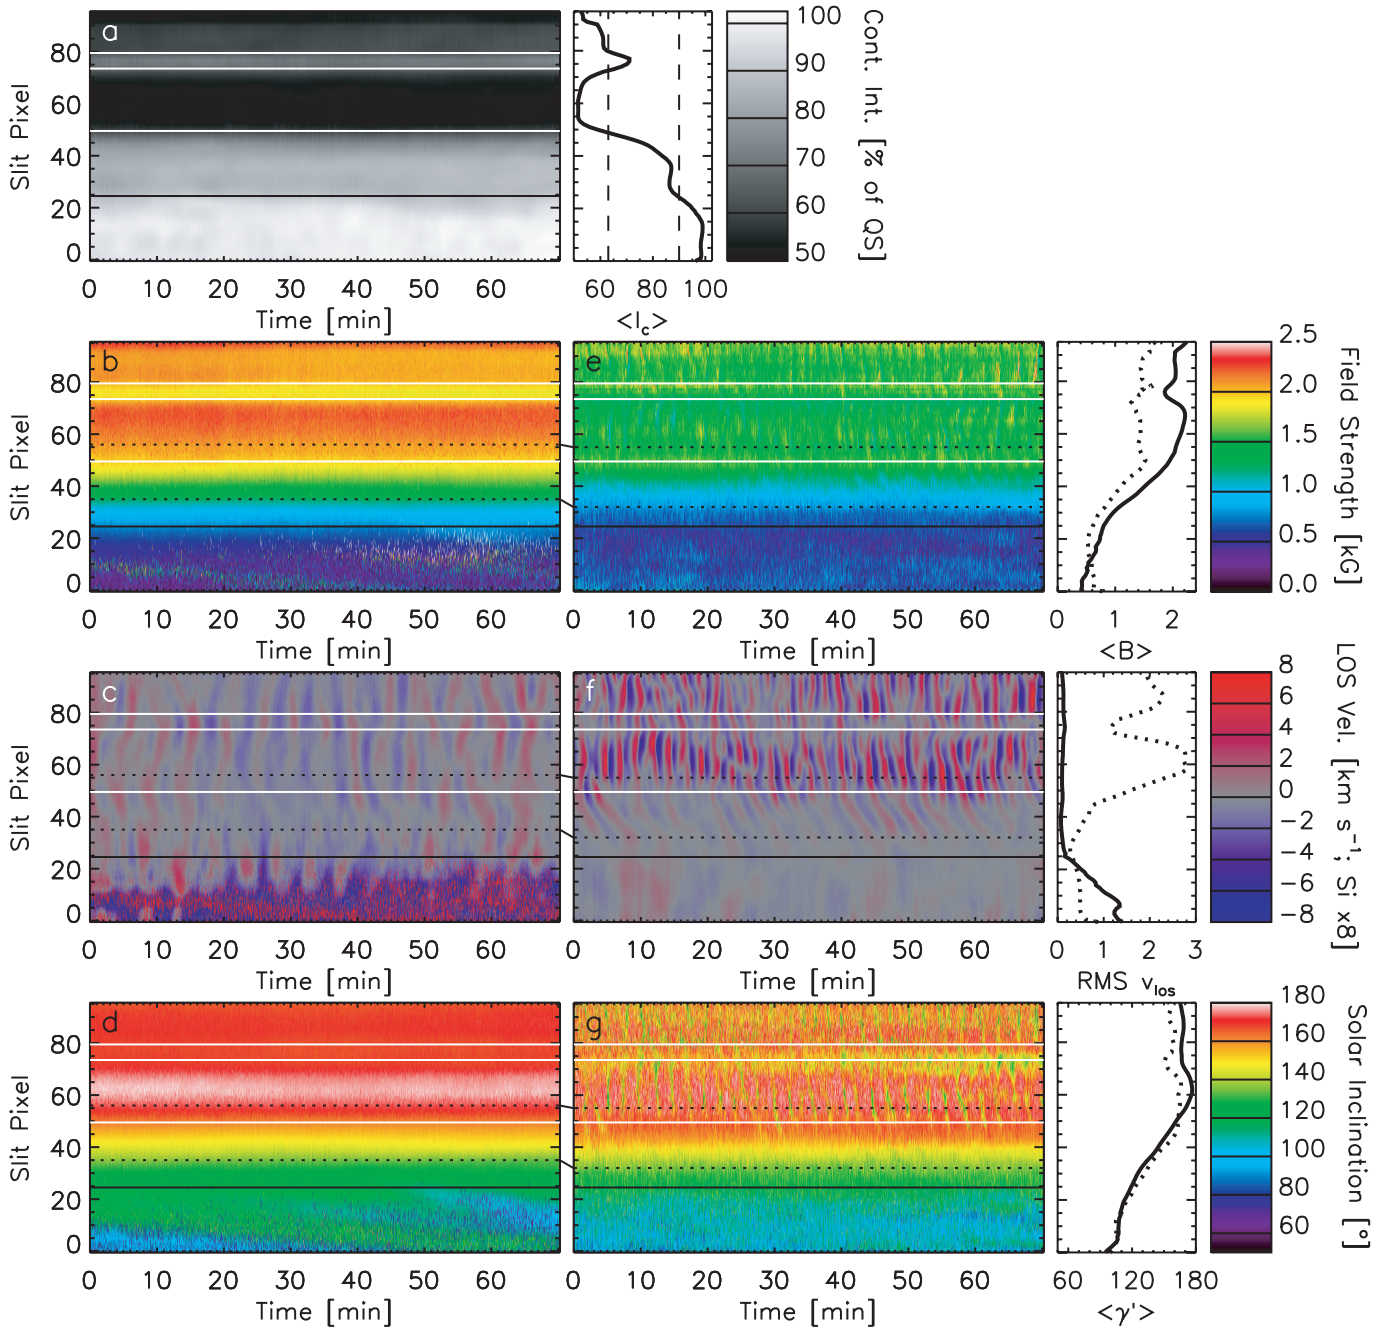 a
Slit Pixel
80
60
40
20
0
0 10 20 30 40 50 60
Time [min]
60 80 100
<I_c>
100
90
80
70
60
50
Cont. Int. [% of QS]
b
Slit Pixel
80
60
40
20
0
0 10 20 30 40 50 60
Time [min]
e
0 10 20 30 40 50 60
Time [min]
0 1 2
<B>
2.5
2.0
1.5
1.0
0.5
0.0
Field Strength [kG]
c
Slit Pixel
80
60
40
20
0
0 10 20 30 40 50 60
Time [min]
f
0 10 20 30 40 50 60
Time [min]
0 1 2 3
RMS v_los
8
6
4
2
0
−2
−4
−6
−8
LOS Vel. [km s⁻¹; Si x8]
d
Slit Pixel
80
60
40
20
0
0 10 20 30 40 50 60
Time [min]
g
0 10 20 30 40 50 60
Time [min]
60 120 180
<γ'>
180
160
140
120
100
80
60
Solar Inclination [°]